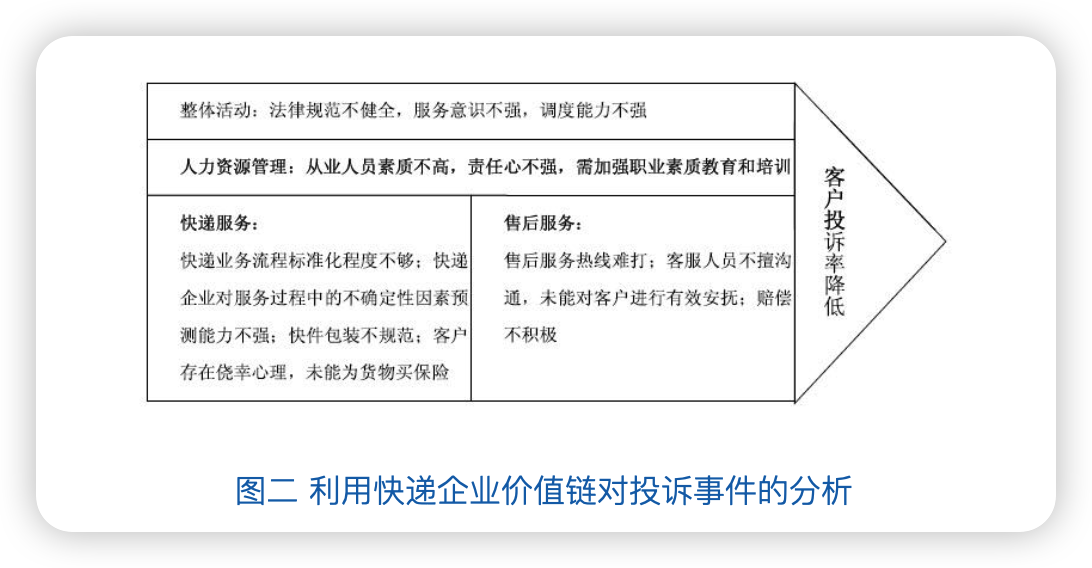 整体活动：法律规范不健全，服务意识不强，调度能力不强
人力资源管理：从业人员素质不高，责任心不强，需加强职业素质教育和培训
快递服务：
快递业务流程标准化程度不够；快递
企业对服务过程中的不确定性因素预
测能力不强；快件包装不规范；客户
存在侥幸心理，未能为货物买保险
售后服务：
售后服务热线难打；客服人员不擅沟
通，未能对客户进行有效安抚；赔偿
不积极
客户投诉率降低
图二 利用快递企业价值链对投诉事件的分析